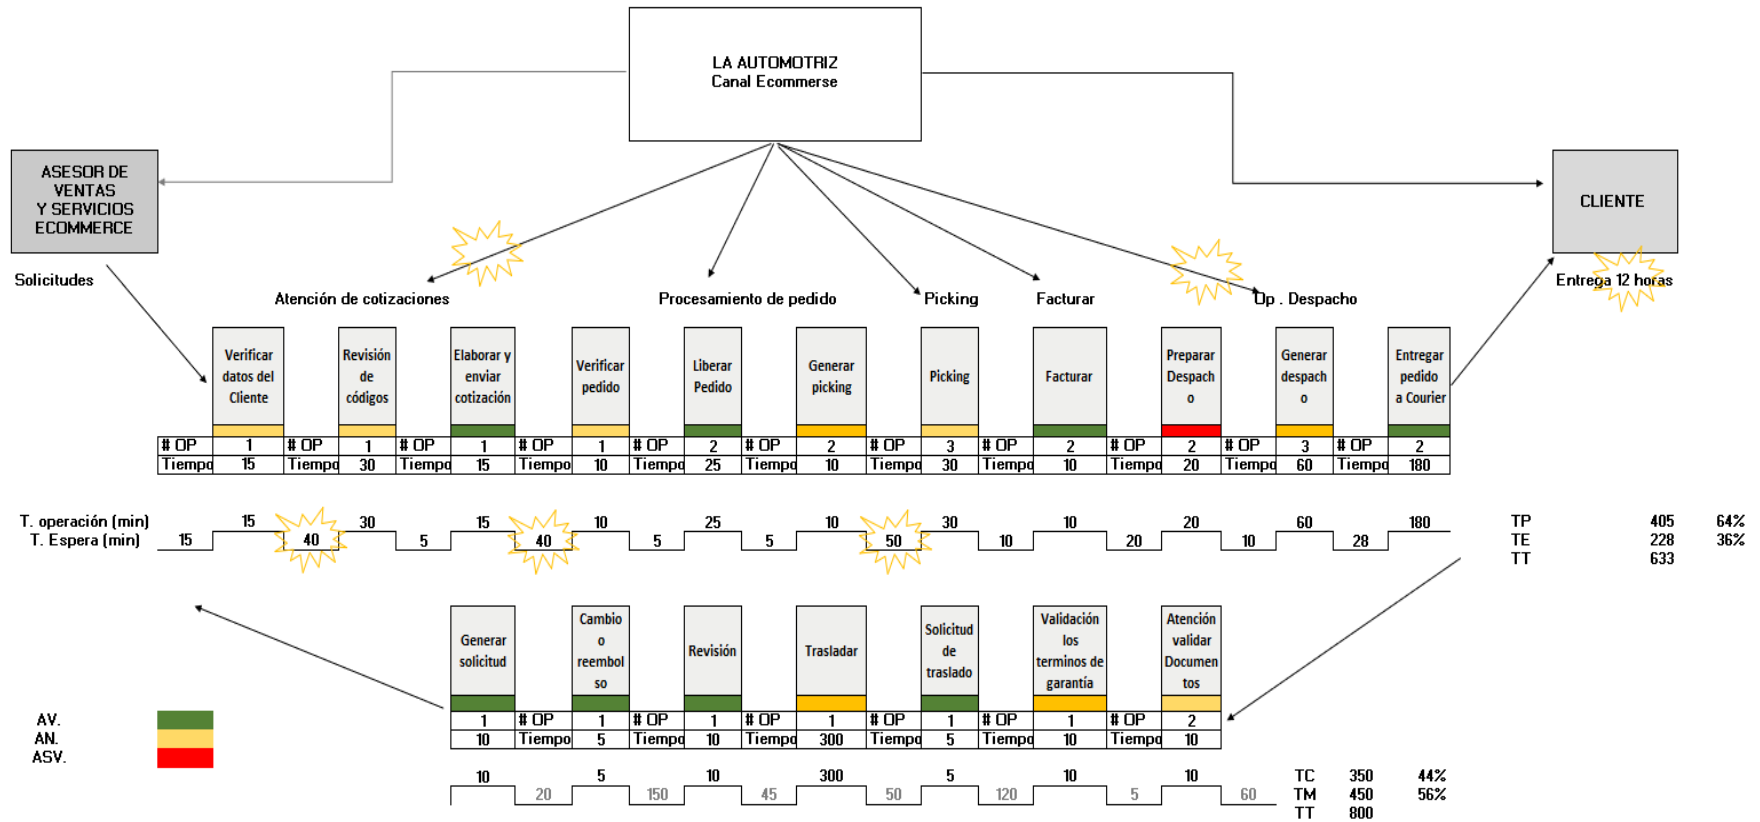 LA AUTOMOTRIZ
Canal Ecommerse
ASESOR DE
VENTAS
Y SERVICIOS
ECOMMERCE
CLIENTE
Solicitudes
Entrega 12 horas
Atención de cotizaciones
Procesamiento de pedido
Picking
Facturar
Op . Despacho
Verificar
datos del
Cliente
Revisión
de
códigos
Elaborar y
enviar
cotización
Verificar
pedido
Liberar
Pedido
Generar
picking
Picking
Facturar
Preparar
Despach
o
Generar
despach
o
Entregar
pedido
a Courier
# OP 1 # OP 1 # OP 1 # OP 1 # OP 2 # OP 2 # OP 3 # OP 2 # OP 2 # OP 3 # OP 2
Tiempo 15 Tiempo 30 Tiempo 15 Tiempo 10 Tiempo 25 Tiempo 10 Tiempo 30 Tiempo 10 Tiempo 20 Tiempo 60 Tiempo 180
T. operación (min) 15 30 15 10 25 10 30 10 20 60 180
T. Espera (min) 15 40 5 40 5 5 50 10 20 10 28
TP 405 64%
TE 228 36%
TT 633
Generar
solicitud
Cambio
o
reembol
so
Revisión
Trasladar
Solicitud
de
traslado
Validación
los
terminos de
garantía
Atención
validar
Documen
tos
1 # OP 1 # OP 1 # OP 1 # OP 1 # OP 1 # OP 2
10 Tiempo 5 Tiempo 10 Tiempo 300 Tiempo 5 Tiempo 10 Tiempo 10
10 5 10 300 5 10 10
20 150 45 50 120 5 60
TC 350 44%
TM 450 56%
TT 800
AV.
AN.
ASV.